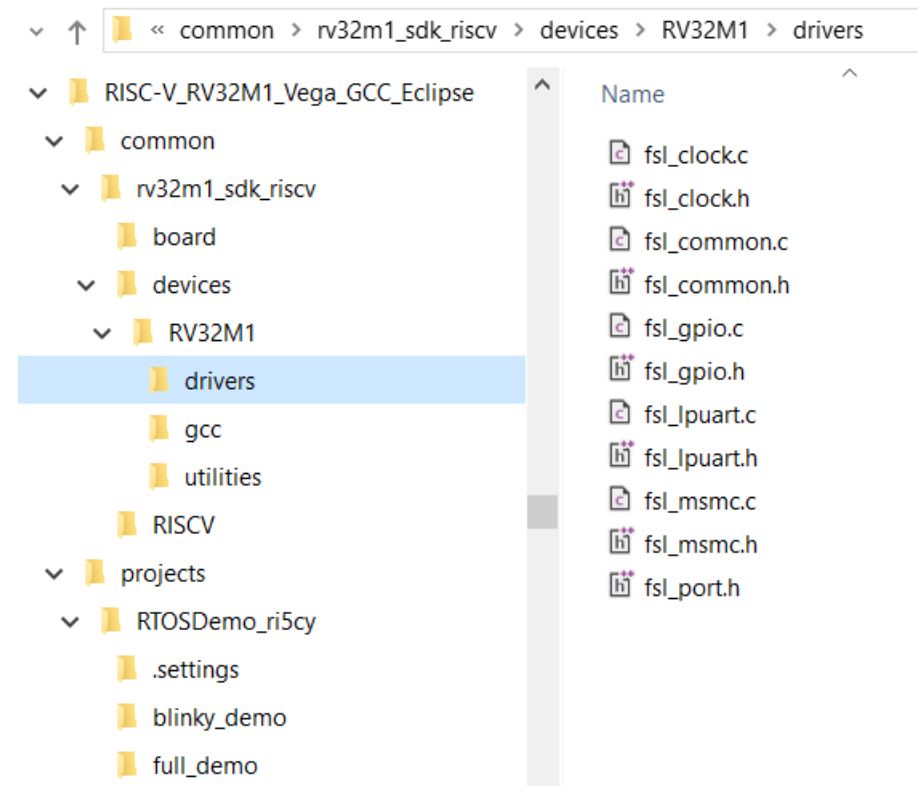 « common > rv32m1_sdk_riscv > devices > RV32M1 > drivers
RISC-V_RV32M1_Vega_GCC_Eclipse
common
rv32m1_sdk_riscv
board
devices
RV32M1
drivers
gcc
utilities
RISCV
projects
RTOSDemo_ri5cy
.settings
blinky_demo
full_demo
Name
fsl_clock.c
fsl_clock.h
fsl_common.c
fsl_common.h
fsl_gpio.c
fsl_gpio.h
fsl_lpuart.c
fsl_lpuart.h
fsl_msmc.c
fsl_msmc.h
fsl_port.h